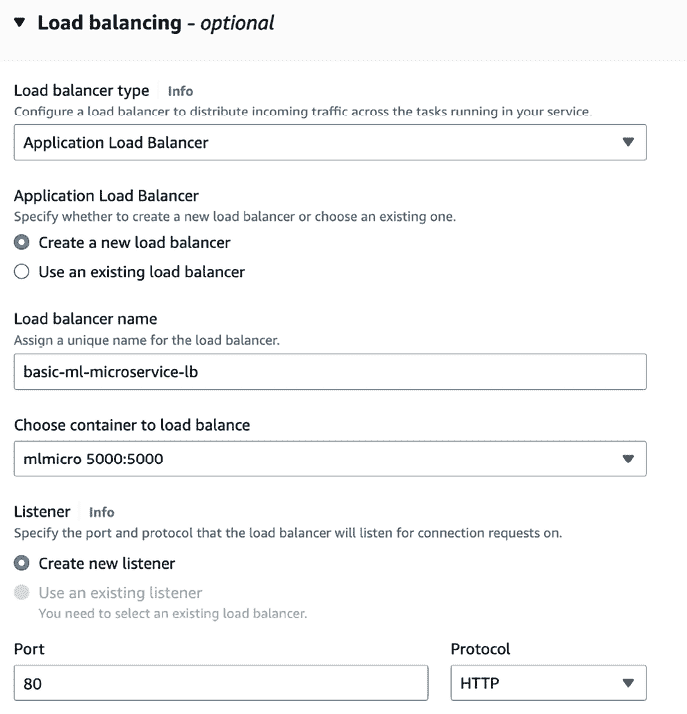 Load balancing - optional
Load balancer type Info
Configure a load balancer to distribute incoming traffic across the tasks running in your service.
Application Load Balancer
Application Load Balancer
Specify whether to create a new load balancer or choose an existing one.
Create a new load balancer
Use an existing load balancer
Load balancer name
Assign a unique name for the load balancer.
basic-ml-microservice-lb
Choose container to load balance
mlmicro 5000:5000
Listener Info
Specify the port and protocol that the load balancer will listen for connection requests on.
Create new listener
Use an existing listener
You need to select an existing load balancer.
Port Protocol
80 HTTP